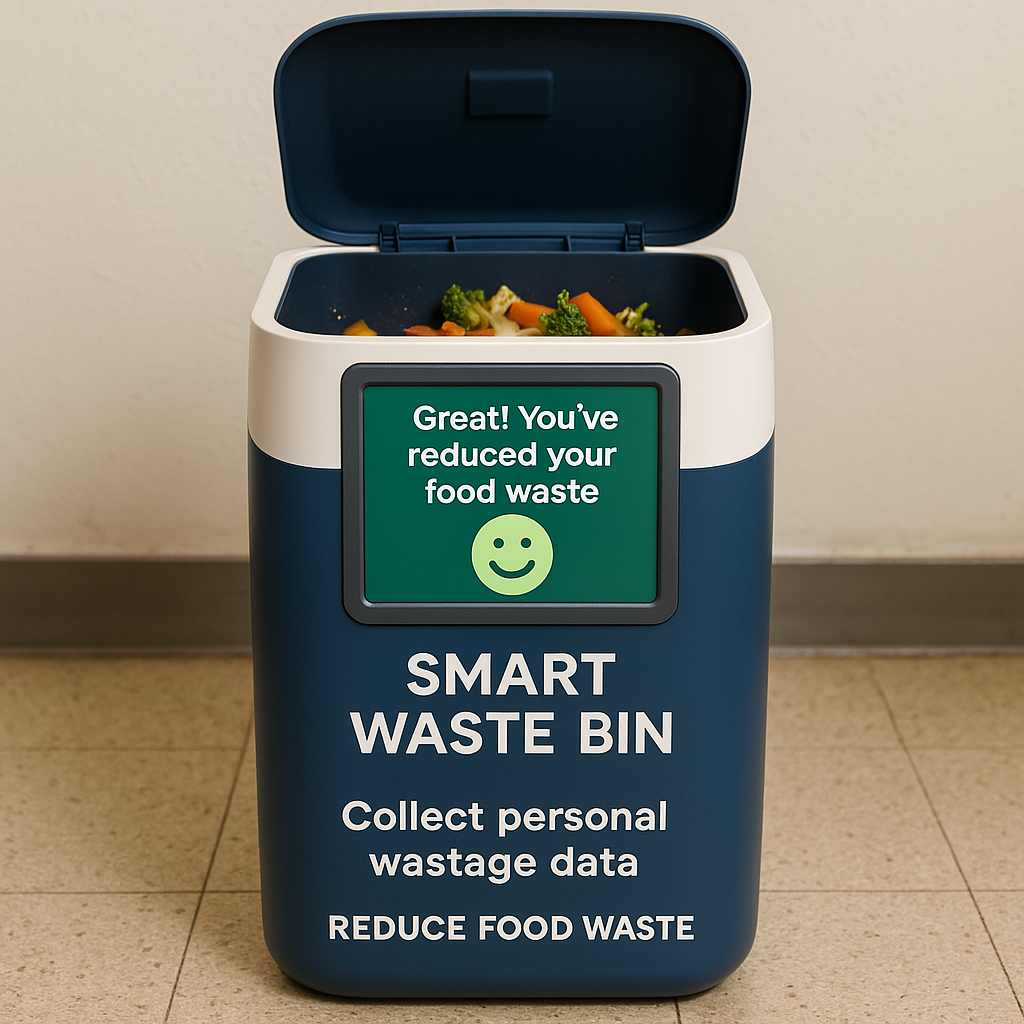 Great! You've
reduced your
food waste
SMART
WASTE BIN
Collect personal
wastage data
REDUCE FOOD WASTE